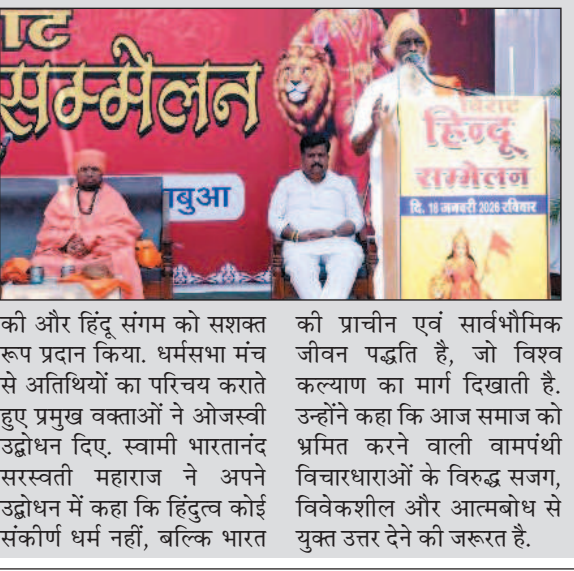 राट
सम्मेलन
बुआ
विराट
हिन्दू
सम्मेलन
दि. 18 जनवरी 2026 रविवार
की और हिंदू संगम को सशक्त
रूप प्रदान किया. धर्मसभा मंच
से अतिथियों का परिचय कराते
हुए प्रमुख वक्ताओं ने ओजस्वी
उद्बोधन दिए. स्वामी भारतानंद
सरस्वती महाराज ने अपने
उद्बोधन में कहा कि हिंदुत्व कोई
संकीर्ण धर्म नहीं, बल्कि भारत
की प्राचीन एवं सार्वभौमिक
जीवन पद्धति है, जो विश्व
कल्याण का मार्ग दिखाती है.
उन्होंने कहा कि आज समाज को
भ्रमित करने वाली वामपंथी
विचारधाराओं के विरुद्ध सजग,
विवेकशील और आत्मबोध से
युक्त उत्तर देने की जरूरत है.